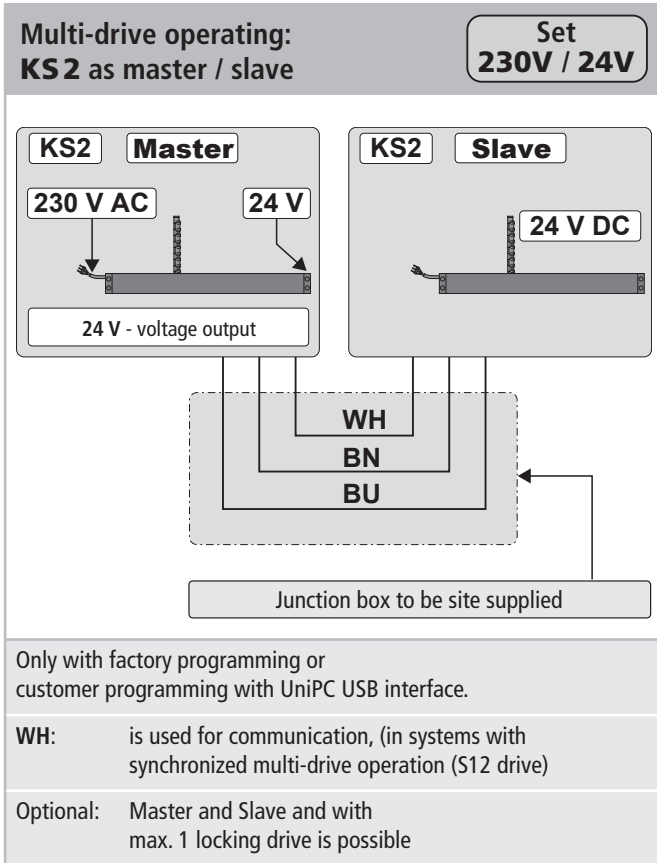 Multi-drive operating:
KS2 as master / slave
Set
230V / 24V
KS2 Master
230 V AC 24 V
24 V - voltage output
KS2 Slave
24 V DC
WH
BN
BU
Junction box to be site supplied
Only with factory programming or
customer programming with UniPC USB interface.
WH: is used for communication, (in systems with
synchronized multi-drive operation (S12 drive)
Optional: Master and Slave and with
max. 1 locking drive is possible